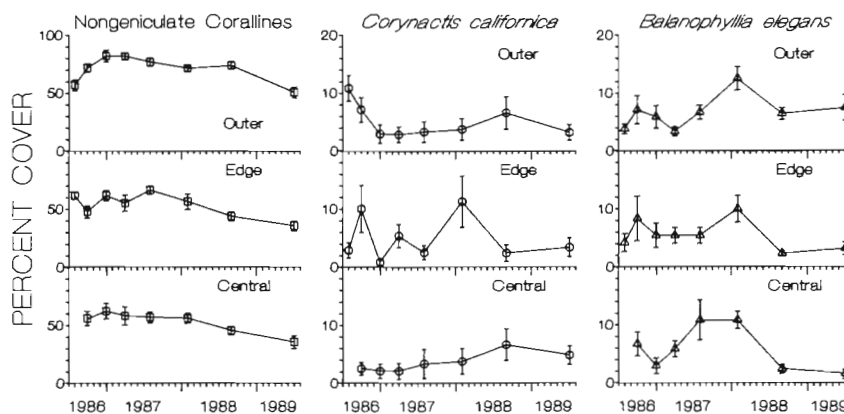 Nongeniculate Corallines Corynactis californica Balanophyllia elegans
PERCENT COVER
100 20 20
Outer Outer Outer
50 10 10
0 0 0
Edge Edge Edge
50 10 10
0 0 0
Central Central Central
50 10 10
0 0 0
1986 1987 1988 1989 1986 1987 1988 1989 1986 1987 1988 1989